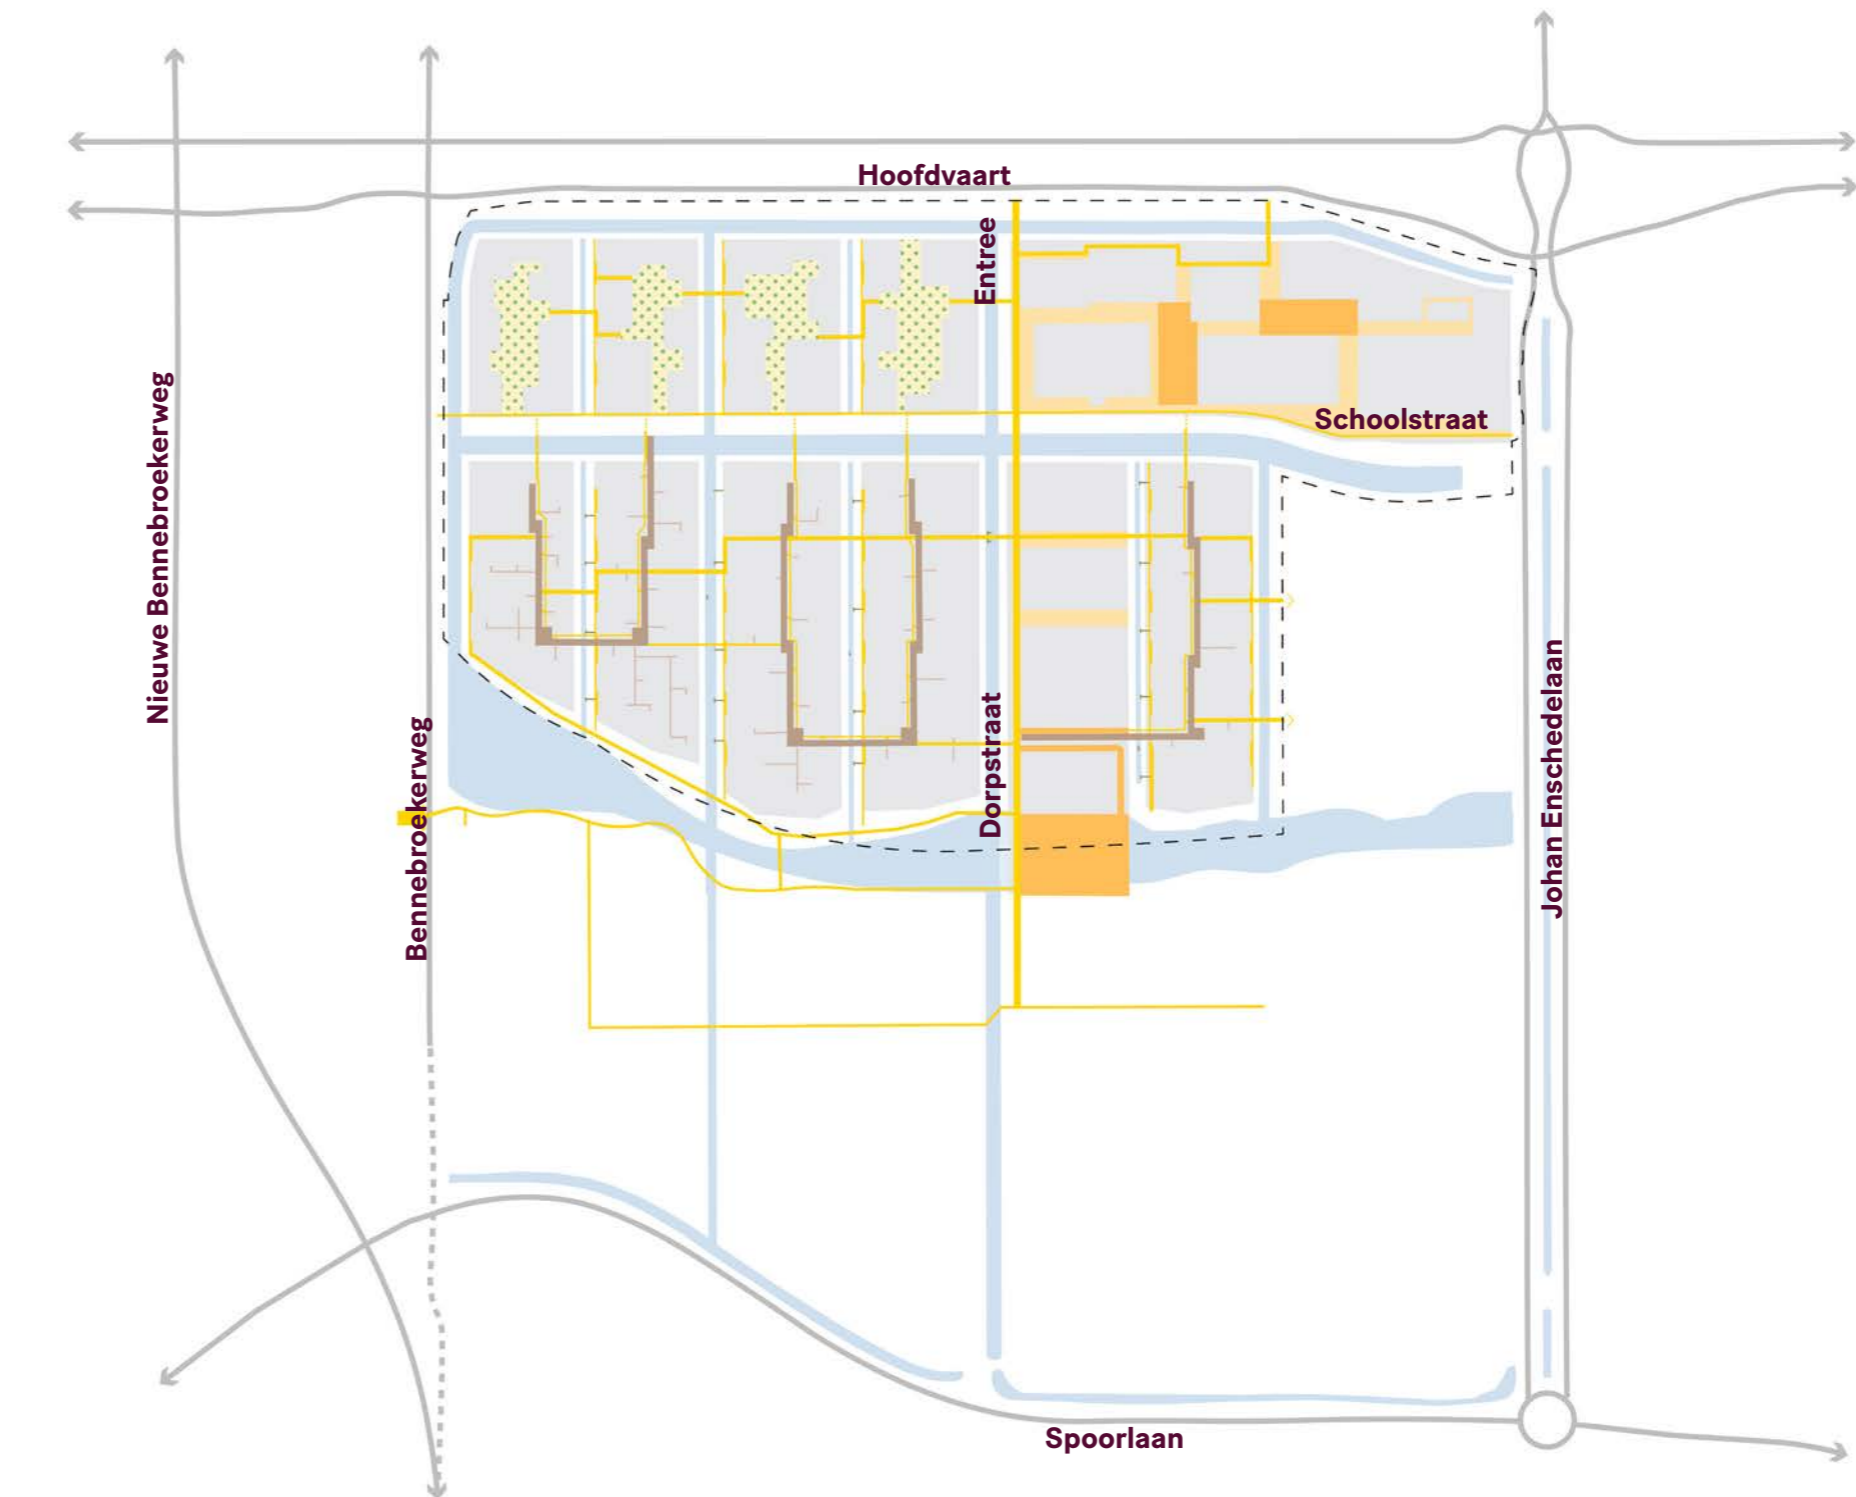 Hoofdvaart
Entree
Schoolstraat
Nieuwe Bennebroekerweg
Bennebroekerweg
Dorpstraat
Johan Enschedelaan
Spoorlaan